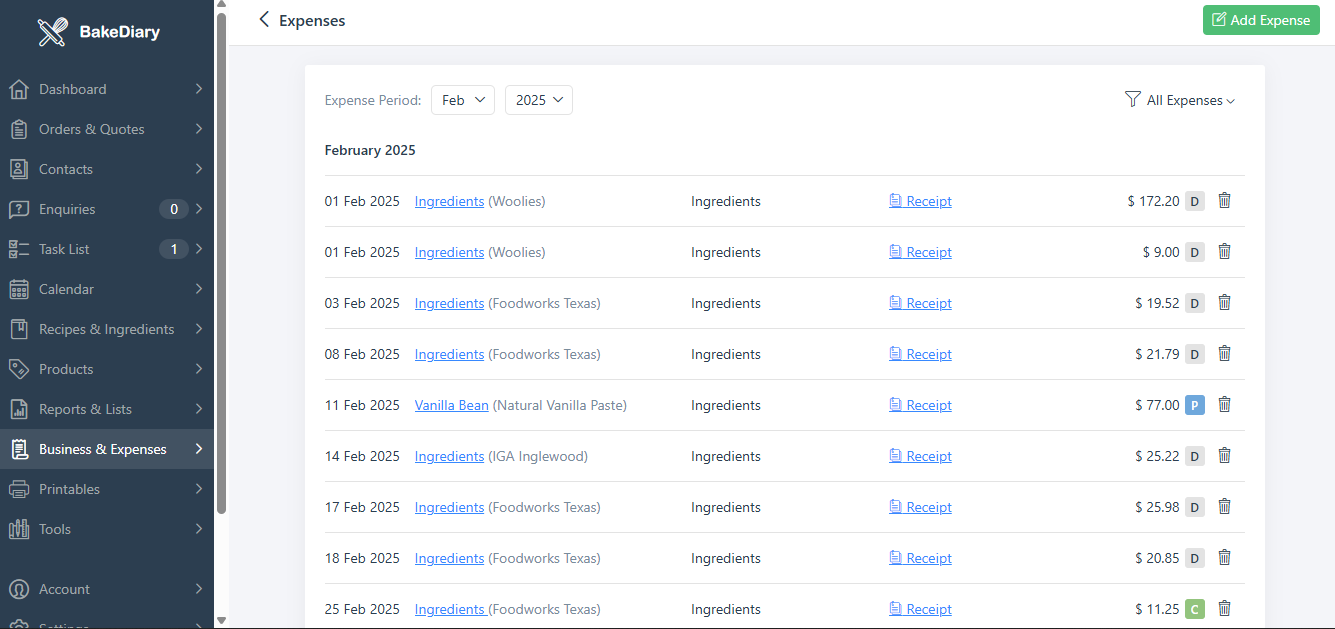 BakeDiary
Dashboard
Orders & Quotes
Contacts
Enquiries 0
Task List 1
Calendar
Recipes & Ingredients
Products
Reports & Lists
Business & Expenses
Printables
Tools
Account
Settings
Expenses
Add Expense
Expense Period: Feb 2025 All Expenses
February 2025
01 Feb 2025 Ingredients (Woolies) Ingredients Receipt $ 172.20 D
01 Feb 2025 Ingredients (Woolies) Ingredients Receipt $ 9.00 D
03 Feb 2025 Ingredients (Foodworks Texas) Ingredients Receipt $ 19.52 D
08 Feb 2025 Ingredients (Foodworks Texas) Ingredients Receipt $ 21.79 D
11 Feb 2025 Vanilla Bean (Natural Vanilla Paste) Ingredients Receipt $ 77.00 P
14 Feb 2025 Ingredients (IGA Inglewood) Ingredients Receipt $ 25.22 D
17 Feb 2025 Ingredients (Foodworks Texas) Ingredients Receipt $ 25.98 D
18 Feb 2025 Ingredients (Foodworks Texas) Ingredients Receipt $ 20.85 D
25 Feb 2025 Ingredients (Foodworks Texas) Ingredients Receipt $ 11.25 C